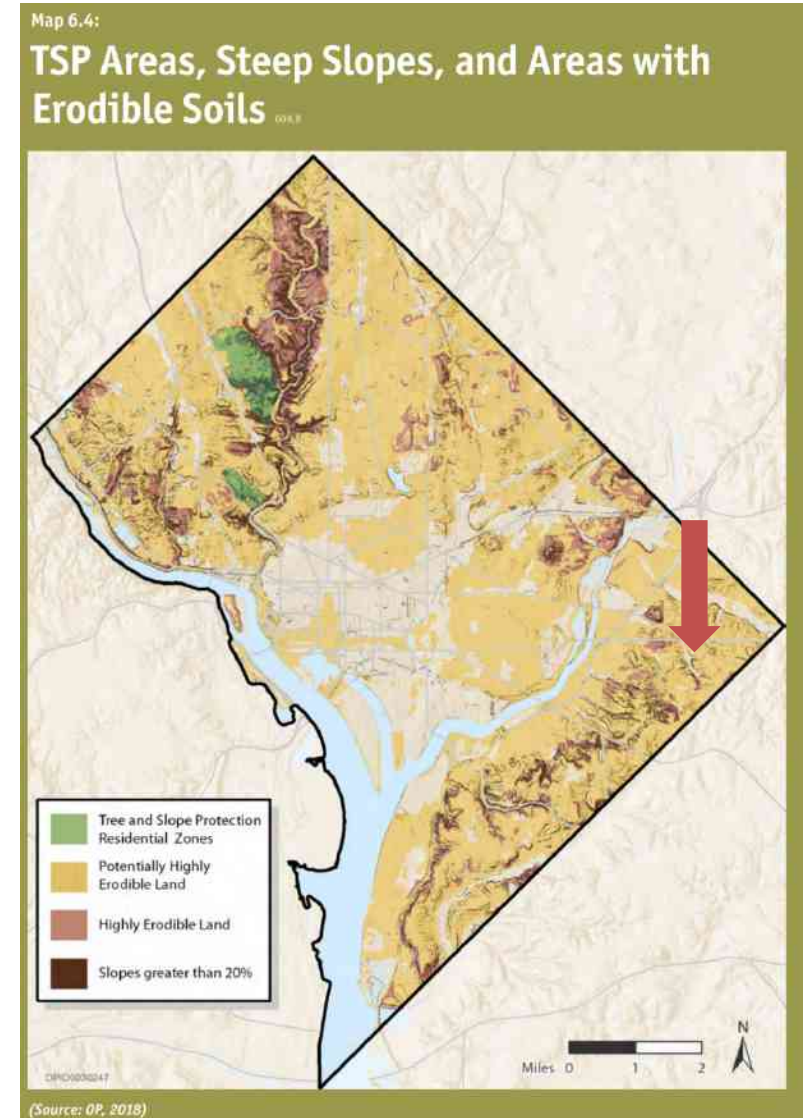 Map 6.4:
TSP Areas, Steep Slopes, and Areas with
Erodible Soils
Tree and Slope Protection
Residential Zones
Potentially Highly
Erodible Land
Highly Erodible Land
Slopes greater than 20%
N
Miles 0 1 2
(Source: OP, 2018)